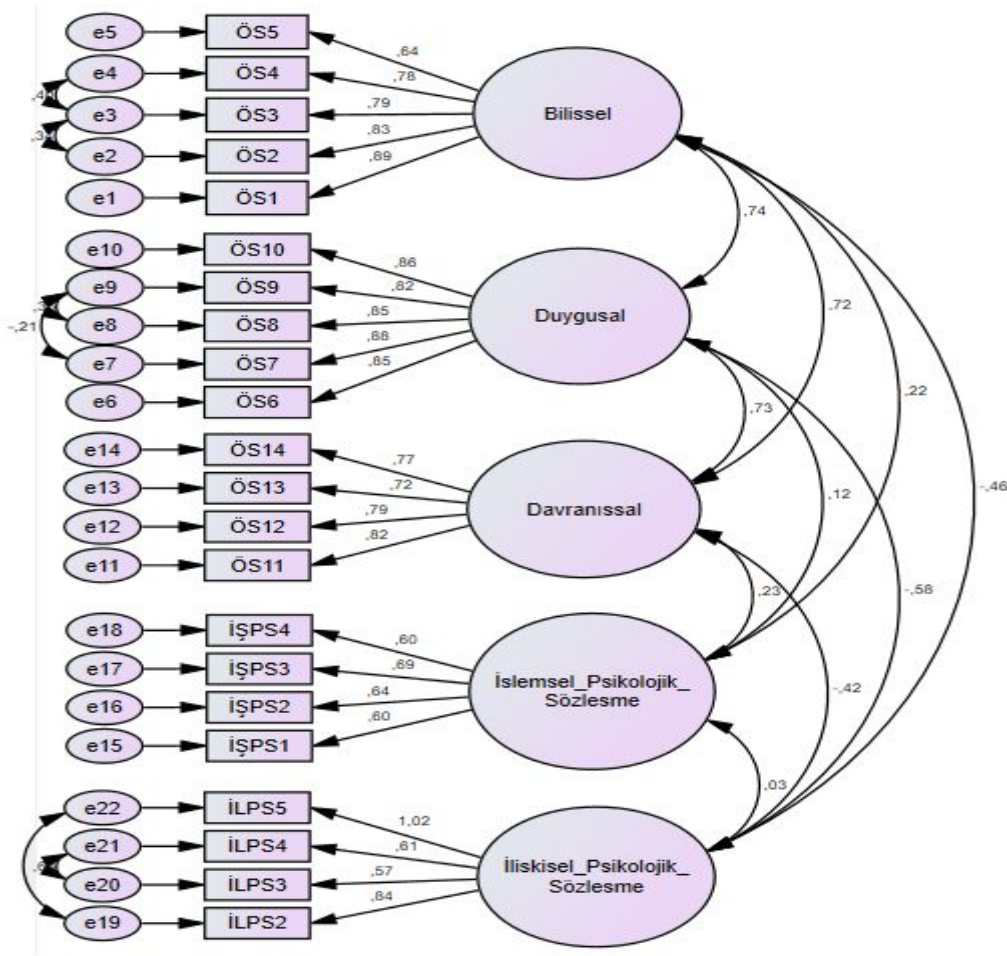 e5 ÖS5 ,64
e4 ÖS4 ,78
e3 ÖS3 ,79
e2 ÖS2 ,83
e1 ÖS1 ,89
Bilissel
e10 ÖS10 ,86
e9 ÖS9 ,82
e8 ÖS8 ,85
e7 ÖS7 ,88
e6 ÖS6 ,85
-,21
Duygusal
e14 ÖS14 ,77
e13 ÖS13 ,72
e12 ÖS12 ,79
e11 ÖS11 ,82
Davranıssal
e18 İŞPS4 ,60
e17 İŞPS3 ,69
e16 İŞPS2 ,64
e15 İŞPS1 ,60
İslemsel_Psikolojik_
Sözlesme
e22 İLPS5 1,02
e21 İLPS4 ,61
e20 İLPS3 ,57
e19 İLPS2 ,84
İliskisel_Psikolojik_
Sözlesme
,74
,72
,22
,73
-,46
,12
,23
-,58
-,42
,03